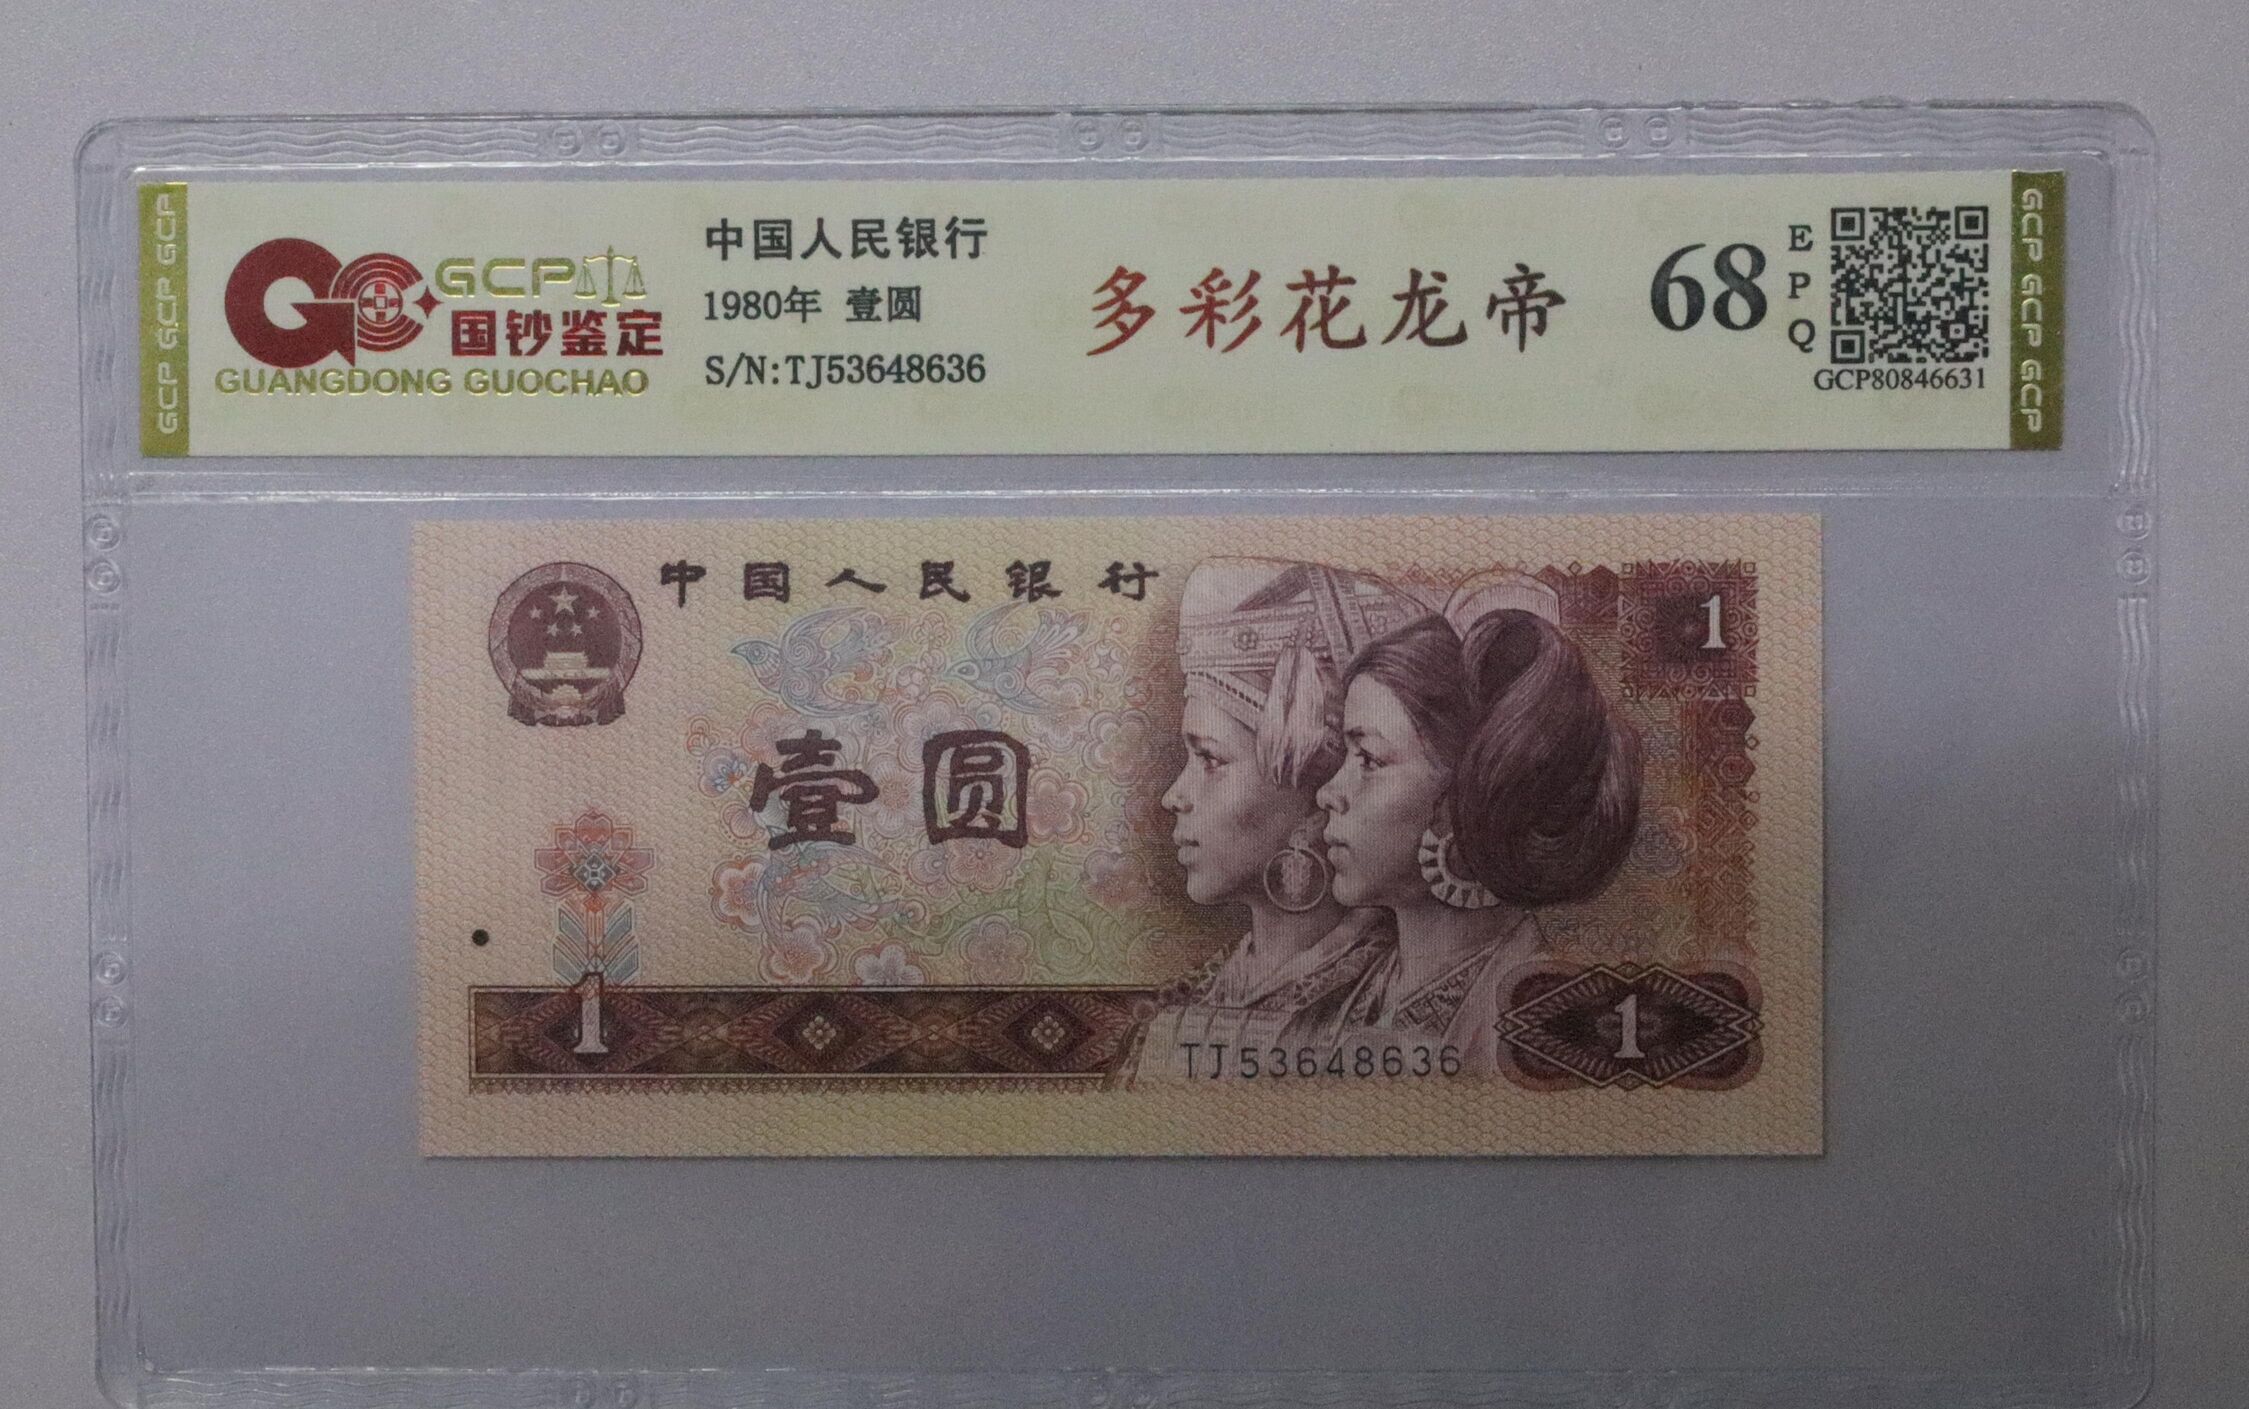 GCP GCP GCP
GCP
国钞鉴定
GUANGDONG GUOCHAO
中国人民银行
1980年 壹圆
S/N:TJ53648636
多彩花龙帝
68
EPQ
GCP80846631
GCP GCP GCP
中国人民银行
1
壹圆
1
TJ53648636
1